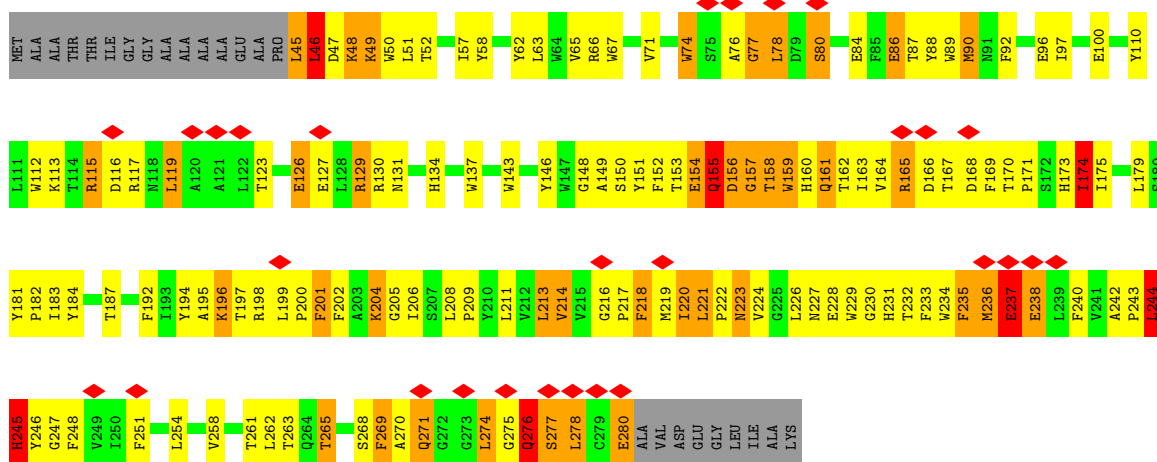 MET ALA ALA THR THR ILE GLY GLY ALA ALA ALA ALA ALA GLU ALA PRO L45 L46 D47 K48 K49 W50 L51 T52 I57 Y58 Y62 L63 W64 V65 R66 W67 V71 W74 S75 A76 G77 L78 D79 S80 E84 F85 E86 T87 Y88 W89 M90 N91 F92 E96 I97 E100 Y110
L111 W112 K113 T114 R115 D116 R117 N118 L119 A120 A121 L122 T123 E126 E127 L128 R129 R130 N131 H134 W137 W143 Y146 W147 G148 A149 S150 Y151 F152 T153 E154 Q155 D156 G157 T158 W159 H160 Q161 T162 I163 V164 R165 D166 T167 D168 F169 T170 P171 S172 H173 I174 I175 L179 S180
Y181 P182 I183 Y184 T187 F192 I193 Y194 A195 K196 T197 R198 L199 P200 F201 F202 A203 K204 G205 I206 S207 L208 P209 Y210 L211 V212 L213 V214 V215 G216 P217 F218 M219 I220 L221 P222 N223 V224 G225 L226 N227 E228 W229 G230 H231 T232 F233 W234 F235 M236 E237 E238 L239 F240 V241 A242 P243 L244
H245 Y246 G247 F248 V249 I250 F251 L254 V258 T261 L262 T263 Q264 T265 S268 F269 A270 Q271 G272 G273 L274 G275 Q276 S277 L278 C279 E280 ALA VAL ASP GLU GLY LEU ILE ALA LYS